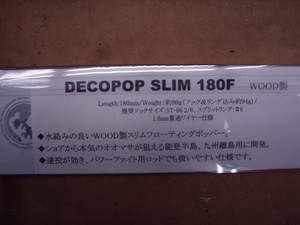 DECOPOP SLIM 180F WOOD製
Length:180mm/Weight:約90g(フック&リング込み約94g)/
推奨フックサイズ:ST-66 2/0、スプリットリング:#6
1.6mm貫通ワイヤー仕様
◆水絡みの良いWOOD製スリムフローティングポッパー。
◆ショアから本気のオオマサが狙える能登半島、九州離島用に開発。
◆遠投が効き、パワーファイト用ロッドでも扱いやすい仕様です。